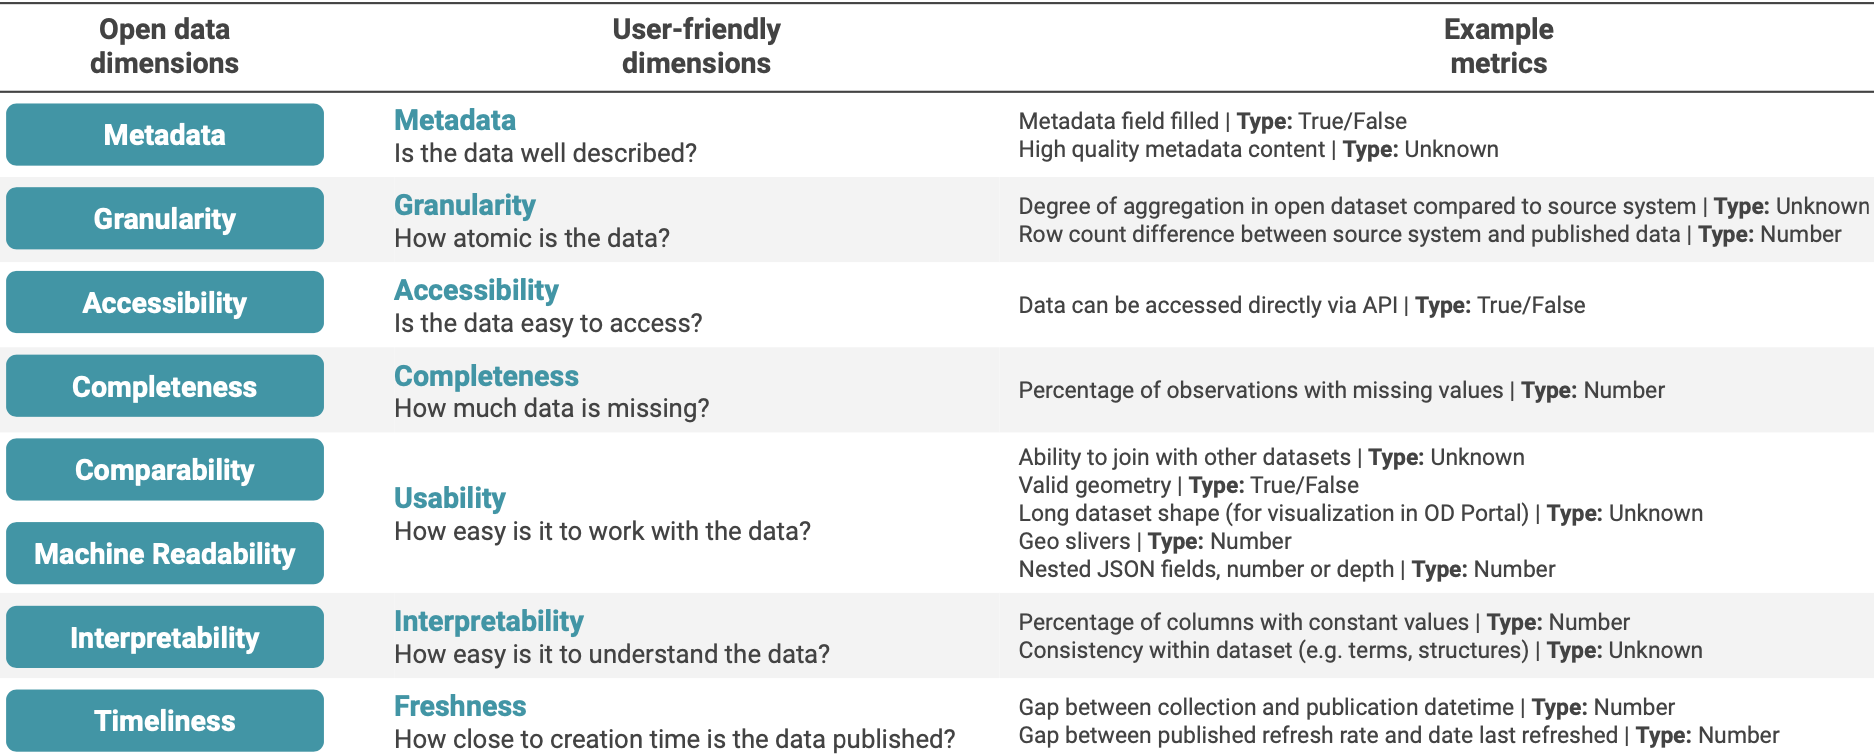 Open data
dimensions
User-friendly
dimensions
Example
metrics
Metadata
Metadata
Is the data well described?
Metadata field filled | Type: True/False
High quality metadata content | Type: Unknown
Granularity
Granularity
How atomic is the data?
Degree of aggregation in open dataset compared to source system | Type: Unknown
Row count difference between source system and published data | Type: Number
Accessibility
Accessibility
Is the data easy to access?
Data can be accessed directly via API | Type: True/False
Completeness
Completeness
How much data is missing?
Percentage of observations with missing values | Type: Number
Comparability
Machine Readability
Usability
How easy is it to work with the data?
Ability to join with other datasets | Type: Unknown
Valid geometry | Type: True/False
Long dataset shape (for visualization in OD Portal) | Type: Unknown
Geo slivers | Type: Number
Nested JSON fields, number or depth | Type: Number
Interpretability
Interpretability
How easy is it to understand the data?
Percentage of columns with constant values | Type: Number
Consistency within dataset (e.g. terms, structures) | Type: Unknown
Timeliness
Freshness
How close to creation time is the data published?
Gap between collection and publication datetime | Type: Number
Gap between published refresh rate and date last refreshed | Type: Number